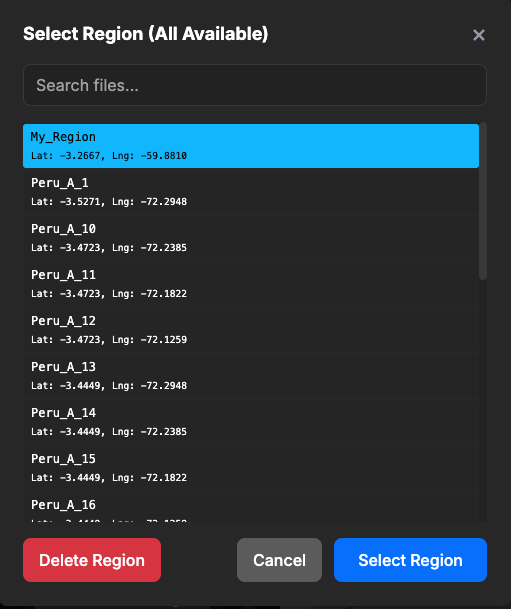 Select Region (All Available)
×
Search files...
My_Region
Lat: -3.2667, Lng: -59.8810
Peru_A_1
Lat: -3.5271, Lng: -72.2948
Peru_A_10
Lat: -3.4723, Lng: -72.2385
Peru_A_11
Lat: -3.4723, Lng: -72.1822
Peru_A_12
Lat: -3.4723, Lng: -72.1259
Peru_A_13
Lat: -3.4449, Lng: -72.2948
Peru_A_14
Lat: -3.4449, Lng: -72.2385
Peru_A_15
Lat: -3.4449, Lng: -72.1822
Peru_A_16
Delete Region
Cancel
Select Region